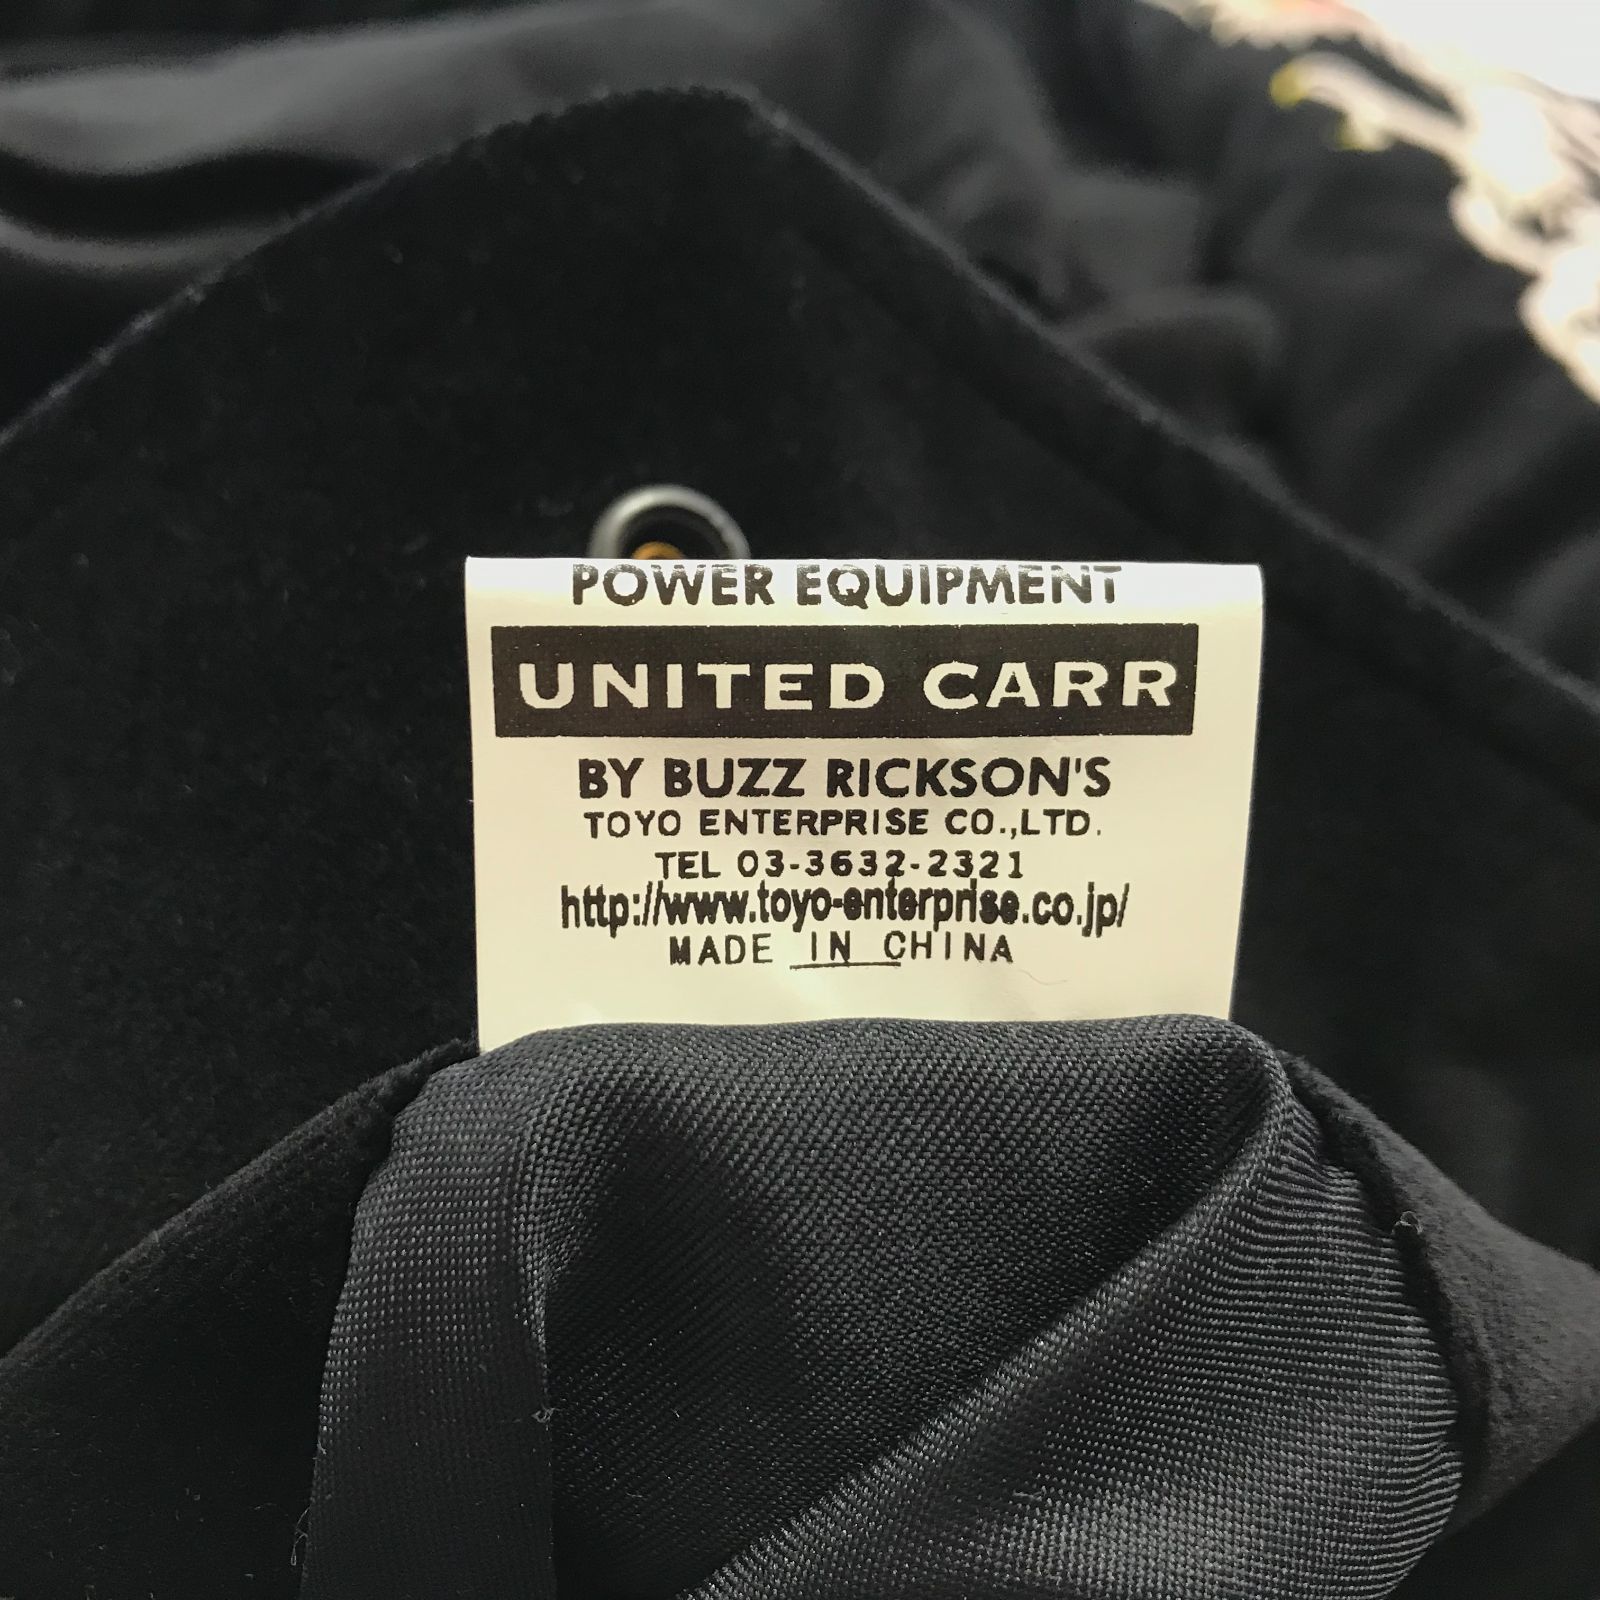 POWER EQUIPMENT
UNITED CARR
BY BUZZ RICKSON'S
TOYO ENTERPRISE CO.,LTD.
TEL 03-3632-2321
http://www.toyo-enterprise.co.jp/
MADE IN CHINA